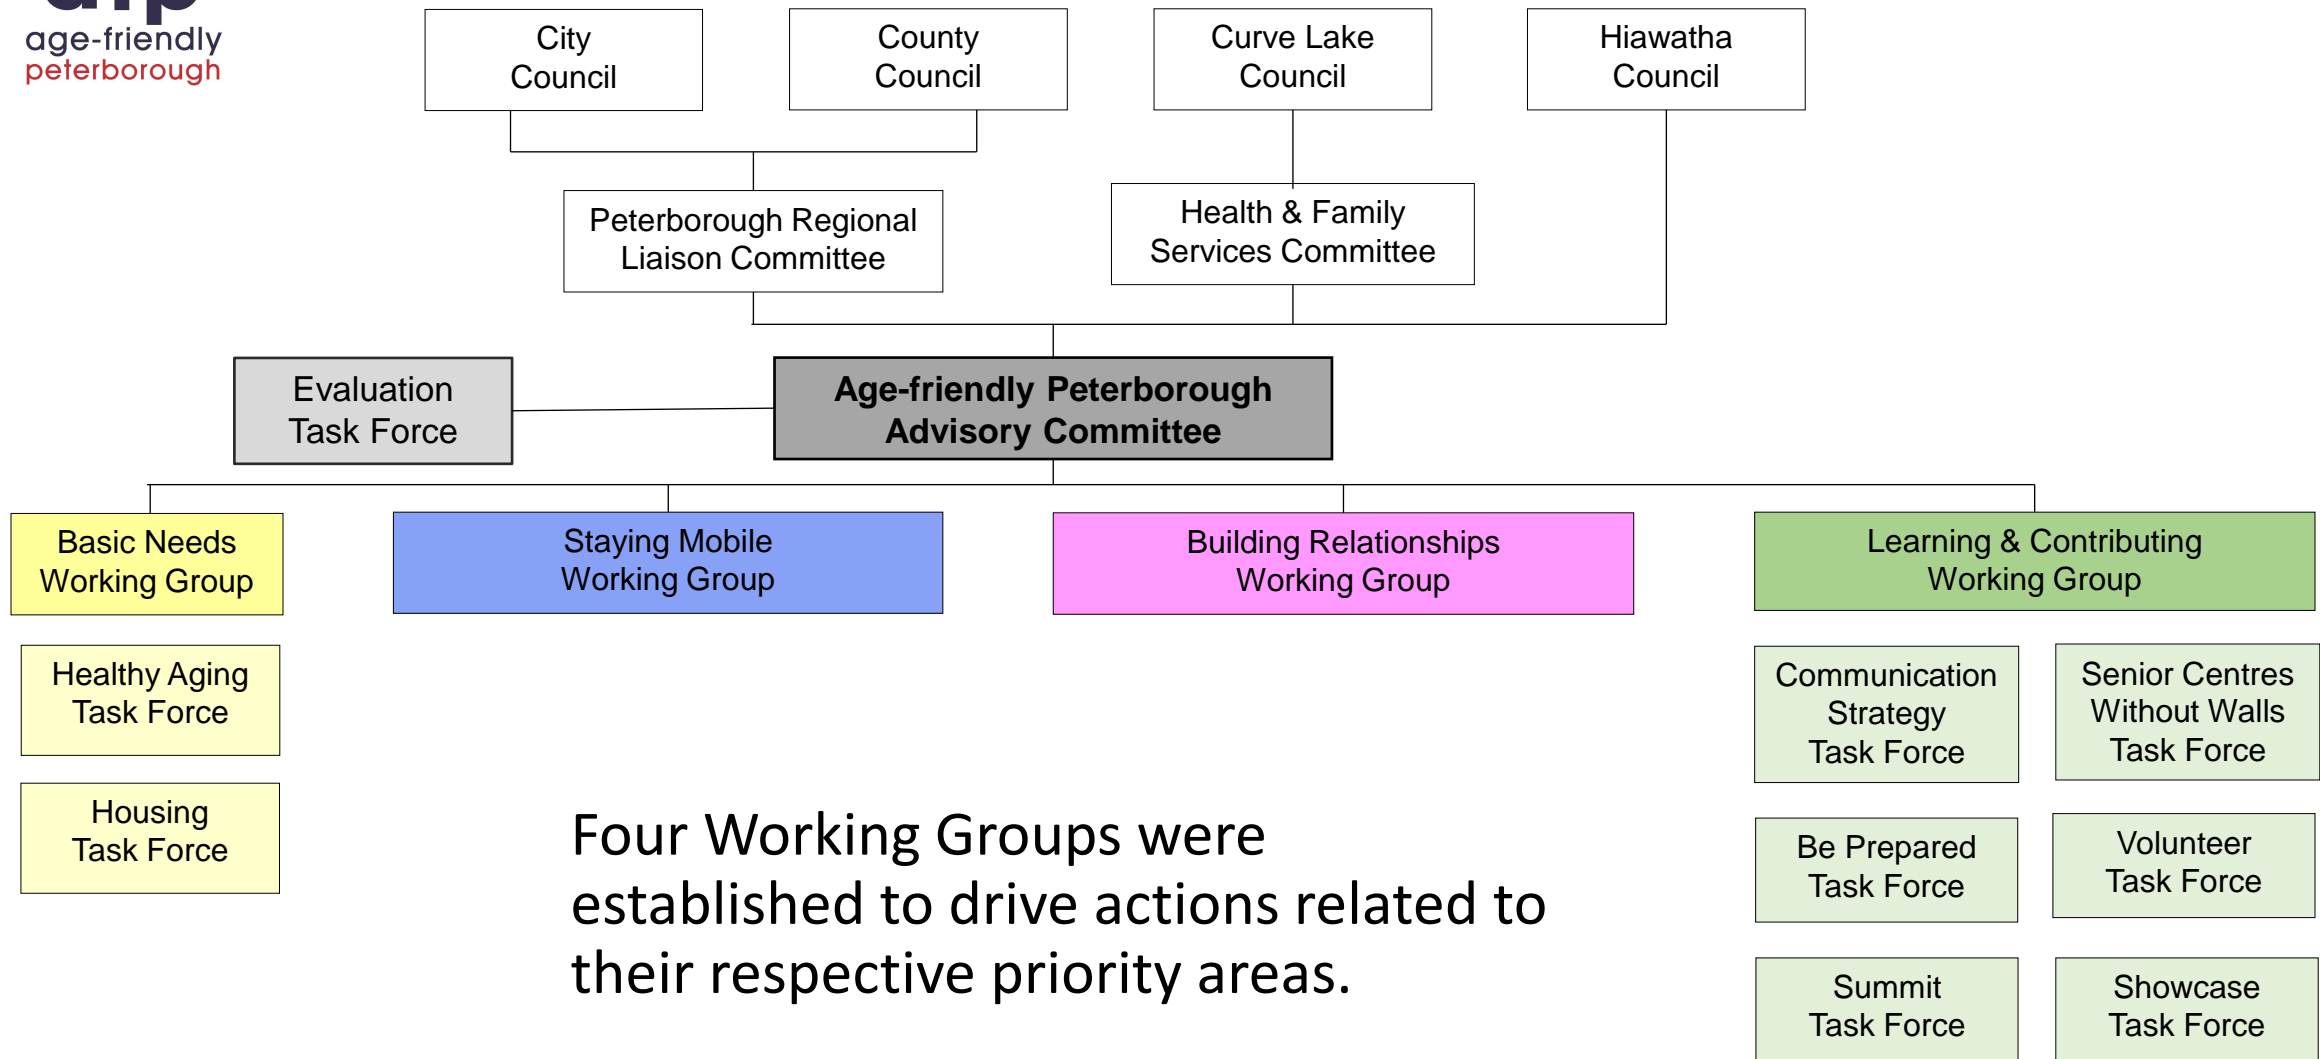 afp
age-friendly
peterborough
City
Council
County
Council
Curve Lake
Council
Hiawatha
Council
Peterborough Regional
Liaison Committee
Health & Family
Services Committee
Evaluation
Task Force
Age-friendly Peterborough
Advisory Committee
Basic Needs
Working Group
Staying Mobile
Working Group
Building Relationships
Working Group
Learning & Contributing
Working Group
Healthy Aging
Task Force
Housing
Task Force
Communication
Strategy
Task Force
Senior Centres
Without Walls
Task Force
Be Prepared
Task Force
Volunteer
Task Force
Summit
Task Force
Showcase
Task Force
Four Working Groups were
established to drive actions related to
their respective priority areas.